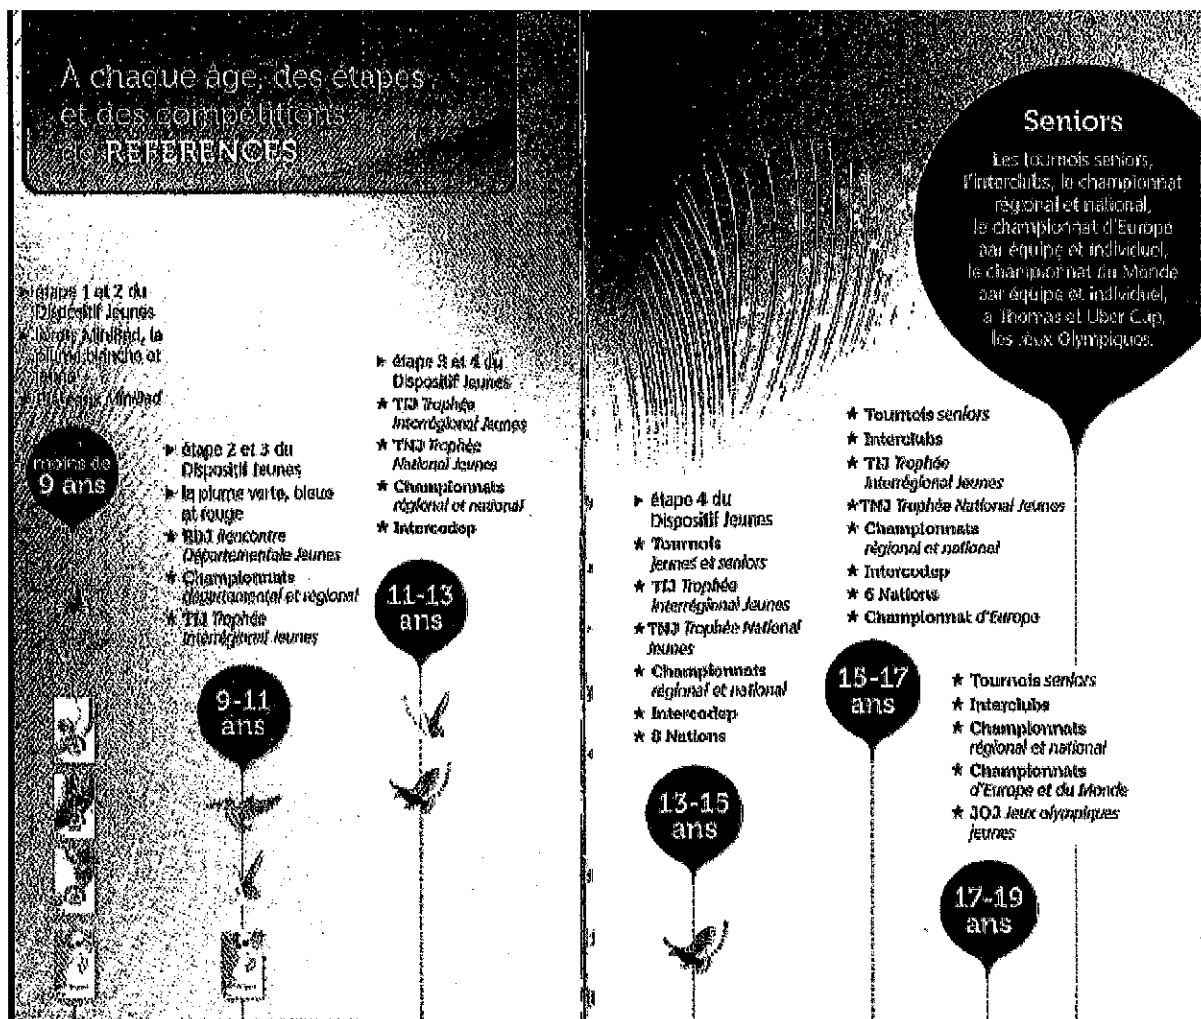 À chaque âge, des étapes
et des compétitions
de REFERENCES
► étape 1 et 2 du
Dispositif Jeunes
★ livrets MiniBad, la
plume blanche et
jaune
★ MiniBad
moins de
9 ans
► étape 2 et 3 du
Dispositif Jeunes
► la plume verte, bleue
et rouge
★ RDJ Rencontre
Départementale Jeunes
★ Championnats
départemental et régional
★ TIJ Trophée
Interrégional Jeunes
9-11
ans
► étape 3 et 4 du
Dispositif Jeunes
★ TIJ Trophée
Interrégional Jeunes
★ TNJ Trophée
National Jeunes
★ Championnats
régional et national
★ Intercodep
11-13
ans
► étape 4 du
Dispositif Jeunes
★ Tournois
jeunes et seniors
★ TIJ Trophée
Interrégional Jeunes
★ TNJ Trophée National
Jeunes
★ Championnats
régional et national
★ Intercodep
★ 8 Nations
13-15
ans
★ Tournois seniors
★ Interclubs
★ TIJ Trophée
Interrégional Jeunes
★ TNJ Trophée National Jeunes
★ Championnats
régional et national
★ Intercodep
★ 6 Nations
★ Championnat d'Europe
15-17
ans
★ Tournois seniors
★ Interclubs
★ Championnats
régional et national
★ Championnats
d'Europe et du Monde
★ JOJ Jeux olympiques
jeunes
17-19
ans
Seniors
Les tournois seniors,
l'interclubs, le championnat
régional et national,
le championnat d'Europe
par équipe et individuel,
le championnat du Monde
par équipe et individuel,
la Thomas et Uber Cup,
les Jeux Olympiques.